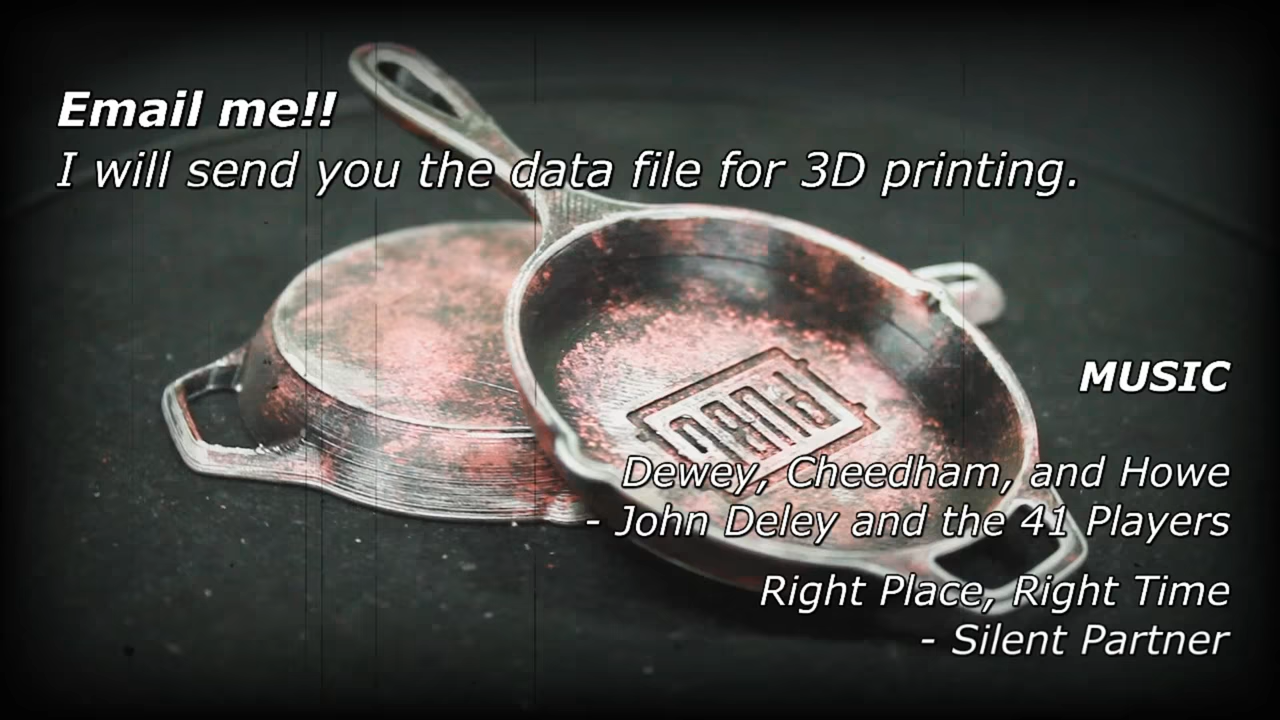 Email me!!
I will send you the data file for 3D printing.
PUBG
MUSIC
Dewey, Cheedham, and Howe
- John Deley and the 41 Players
Right Place, Right Time
- Silent Partner